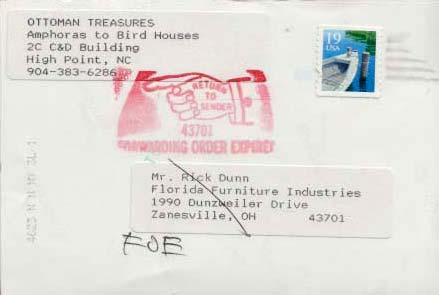 OTTOMAN TREASURES
Amphoras to Bird Houses
2C C&D Building
High Point, NC
904-383-6286
19
USA
RETURN
TO
SENDER
43701
FORWARDING ORDER EXPIRED
Mr. Rick Dunn
Florida Furniture Industries
1990 Dunzweiler Drive
Zanesville, OH 43701
FOE